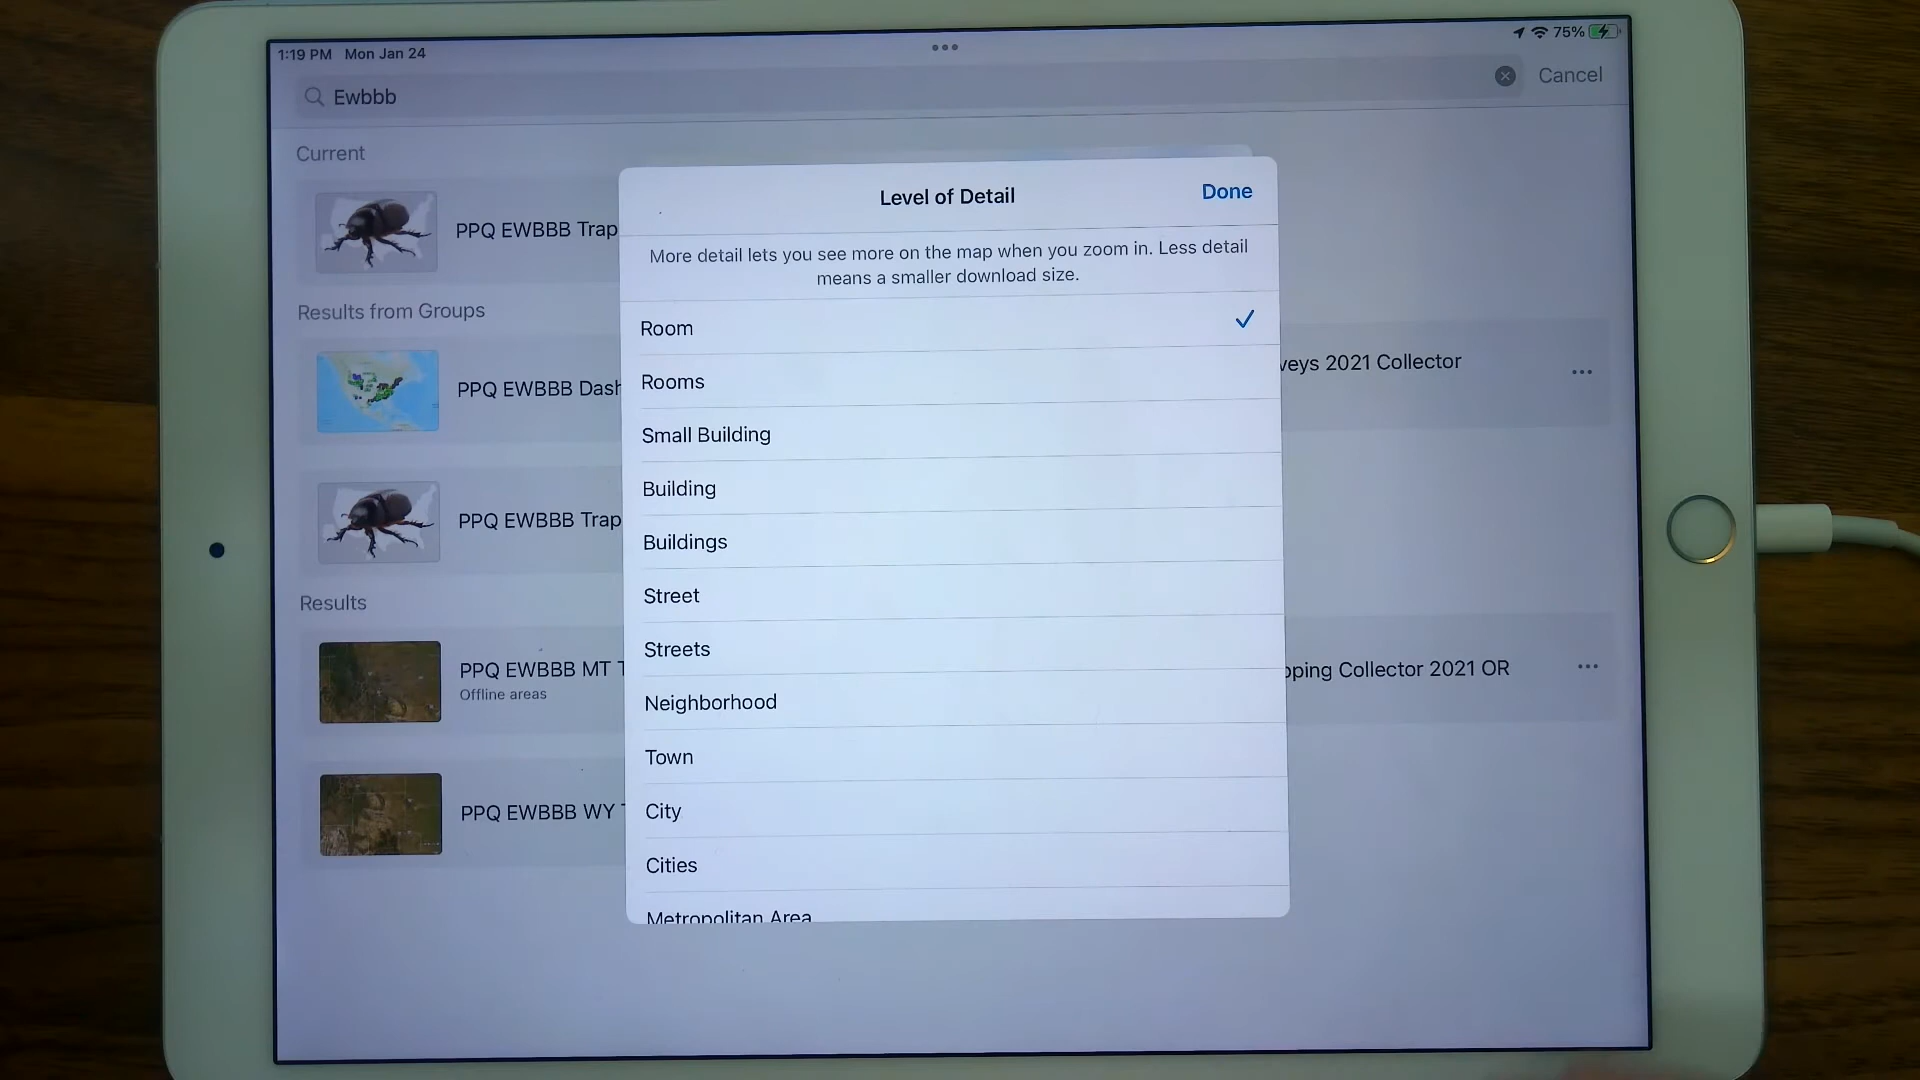 1:19 PM Mon Jan 24
75%
Ewbbb
Cancel
Current
PPQ EWBBB Trap
Results from Groups
PPQ EWBBB Dash
veys 2021 Collector
PPQ EWBBB Trap
Results
PPQ EWBBB MT T
Offline areas
pping Collector 2021 OR
PPQ EWBBB WY T
Level of Detail
Done
More detail lets you see more on the map when you zoom in. Less detail
means a smaller download size.
Room
Rooms
Small Building
Building
Buildings
Street
Streets
Neighborhood
Town
City
Cities
Metropolitan Area